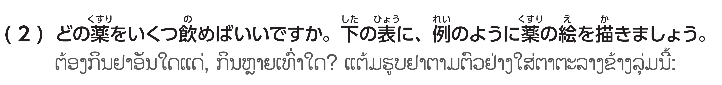 (2) どの薬をいくつ飲めばいいですか。下の表に、例のように薬の絵を描きましょう。
ຕ້ອງກິນຢາອັນໃດແດ່, ກິນຫຼາຍເທົ່າໃດ? ແຕ້ມຮູບຢາຕາມຕົວຢ່າງໃສ່ຕາຕະລາງຂ້າງລຸ່ມນີ້: